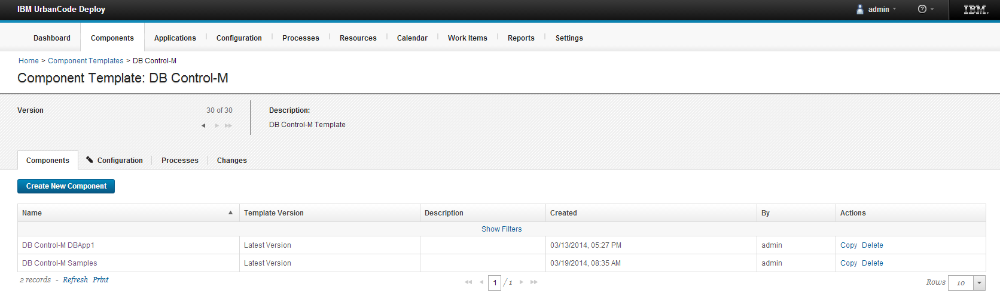 IBM UrbanCode Deploy admin IBM.
Dashboard Components Applications Configuration Processes Resources Calendar Work Items Reports Settings
Home > Component Templates > DB Control-M
Component Template: DB Control-M
Version 30 of 30 Description:
DB Control-M Template
Components Configuration Processes Changes
Create New Component
Name Template Version Description Created By Actions
Show Filters
DB Control-M DBApp1 Latest Version 03/13/2014, 05:27 PM admin Copy Delete
DB Control-M Samples Latest Version 03/19/2014, 08:35 AM admin Copy Delete
2 records - Refresh Print 1 / 1 Rows 10